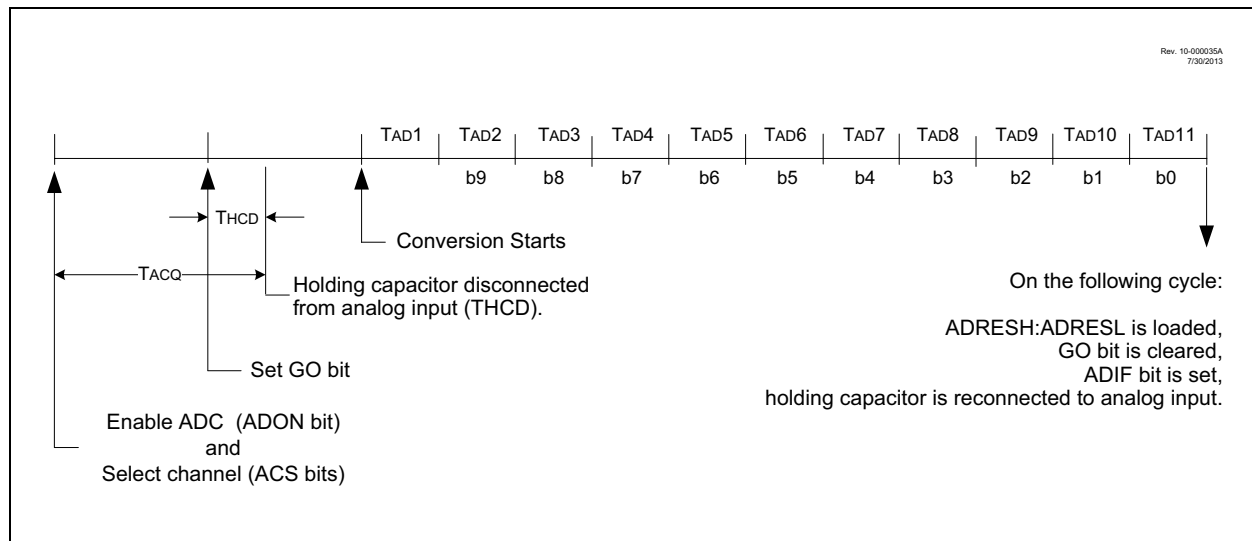 Rev. 10-000035A
7/30/2013
TAD1 TAD2 TAD3 TAD4 TAD5 TAD6 TAD7 TAD8 TAD9 TAD10 TAD11
b9 b8 b7 b6 b5 b4 b3 b2 b1 b0
THCD
Conversion Starts
TACQ
Holding capacitor disconnected
from analog input (THCD).
Set GO bit
Enable ADC (ADON bit)
and
Select channel (ACS bits)
On the following cycle:
ADRESH:ADRESL is loaded,
GO bit is cleared,
ADIF bit is set,
holding capacitor is reconnected to analog input.